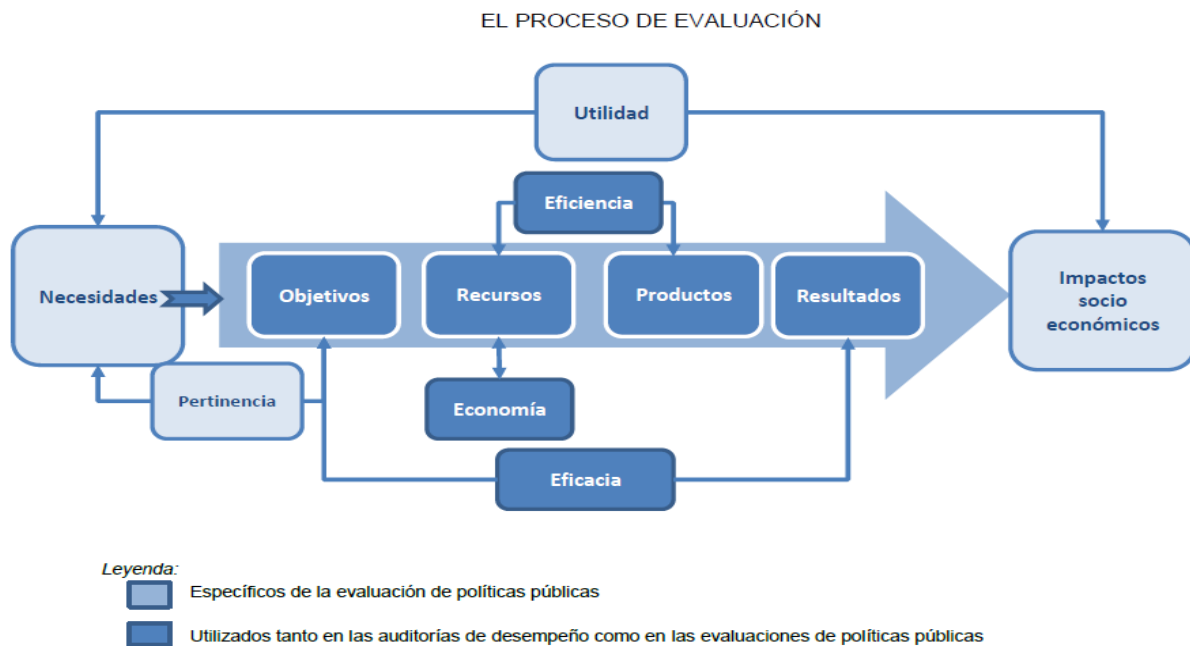 EL PROCESO DE EVALUACIÓN
Utilidad
Eficiencia
Necesidades
Objetivos
Recursos
Productos
Resultados
Impactos
socio
económicos
Pertinencia
Economía
Eficacia
Leyenda:
Específicos de la evaluación de políticas públicas
Utilizados tanto en las auditorías de desempeño como en las evaluaciones de políticas públicas